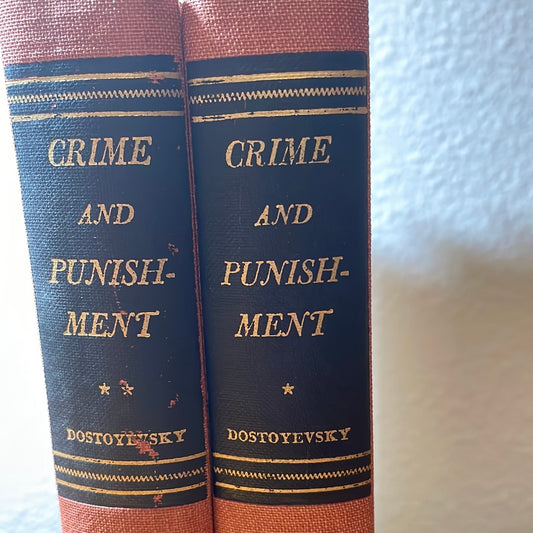 CRIME
AND
PUNISH-
MENT
* *
DOSTOYEVSKY
CRIME
AND
PUNISH-
MENT
*
DOSTOYEVSKY